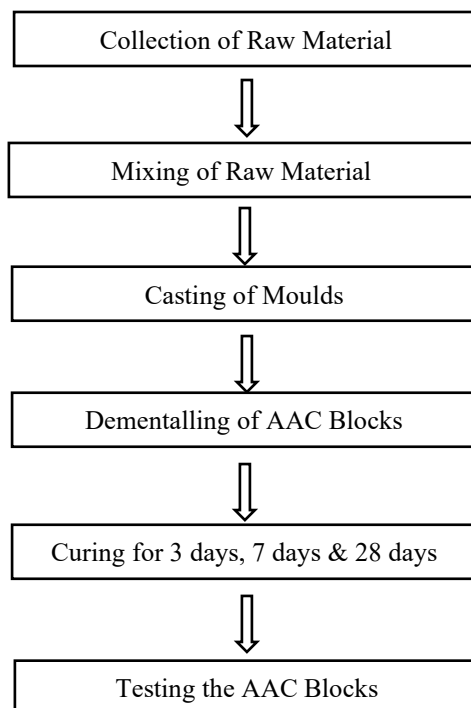 Collection of Raw Material
Mixing of Raw Material
Casting of Moulds
Dementalling of AAC Blocks
Curing for 3 days, 7 days & 28 days
Testing the AAC Blocks